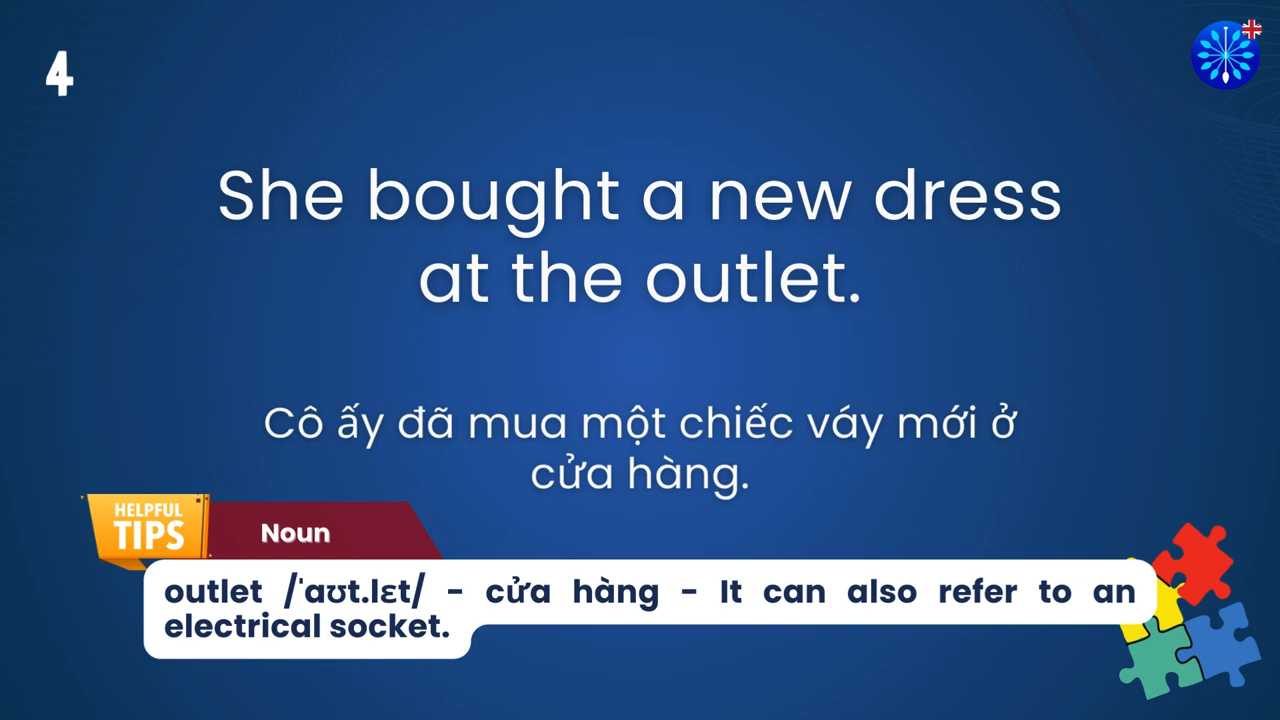 4
She bought a new dress
at the outlet.
Cô ấy đã mua một chiếc váy mới ở
cửa hàng.
HELPFUL
TIPS
Noun
outlet /ˈaʊt.lɛt/ - cửa hàng - It can also refer to an
electrical socket.